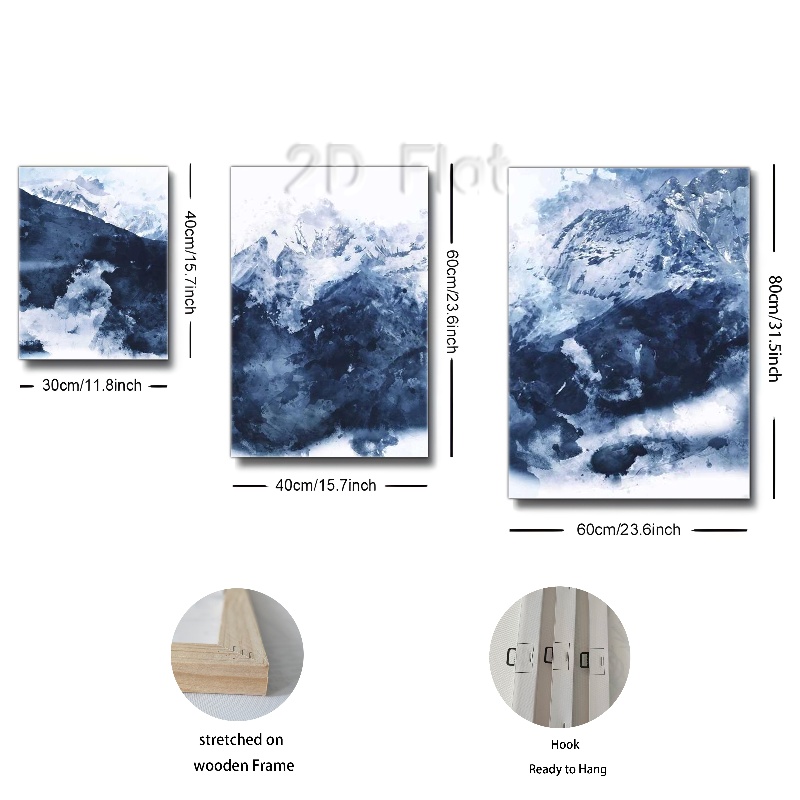 2D Flat
40cm/15.7inch
30cm/11.8inch
60cm/23.6inch
40cm/15.7inch
80cm/31.5inch
60cm/23.6inch
stretched on
wooden Frame
Hook
Ready to Hang